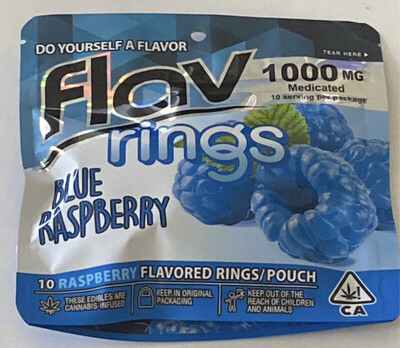 DO YOURSELF A FLAVOR
TEAR HERE
flav
1000 MG
Medicated
10 serving per package
rings
BLUE
RASPBERRY
10 RASPBERRY FLAVORED RINGS/POUCH
THESE EDIBLES ARE
CANNABIS-INFUSED
KEEP IN ORIGINAL
PACKAGING
KEEP OUT OF THE
REACH OF CHILDREN
AND ANIMALS
CA